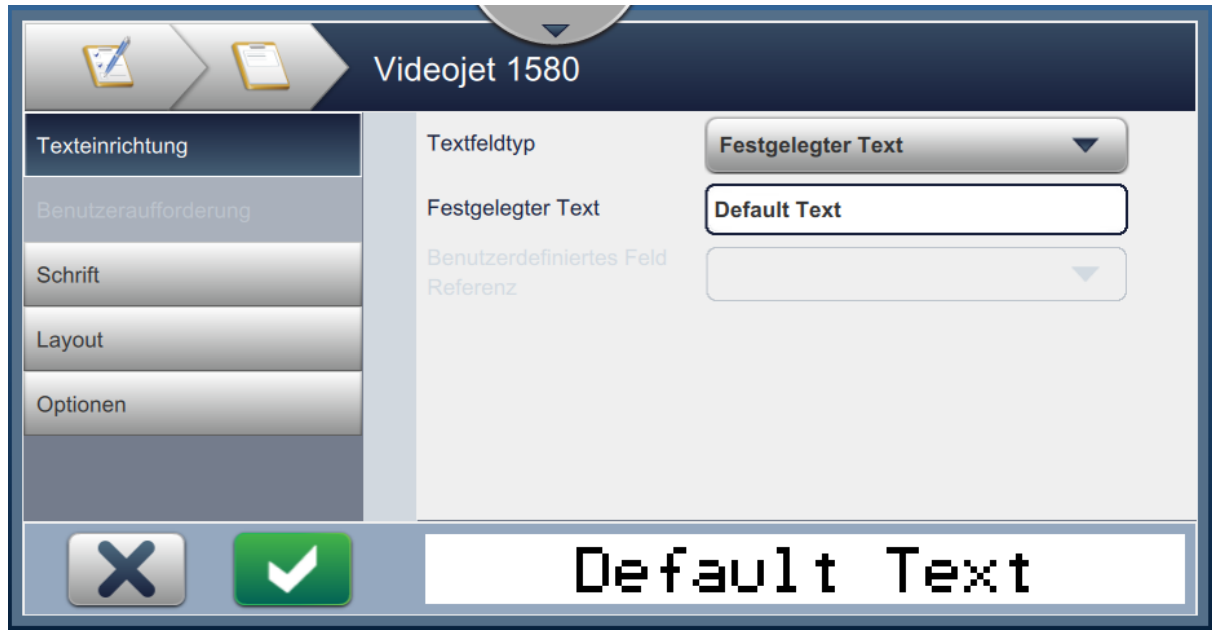 Videojet 1580
Texteinrichtung
Benutzeraufforderung
Schrift
Layout
Optionen
Textfeldtyp
Festgelegter Text
Festgelegter Text
Default Text
Benutzerdefiniertes Feld
Referenz
Default Text